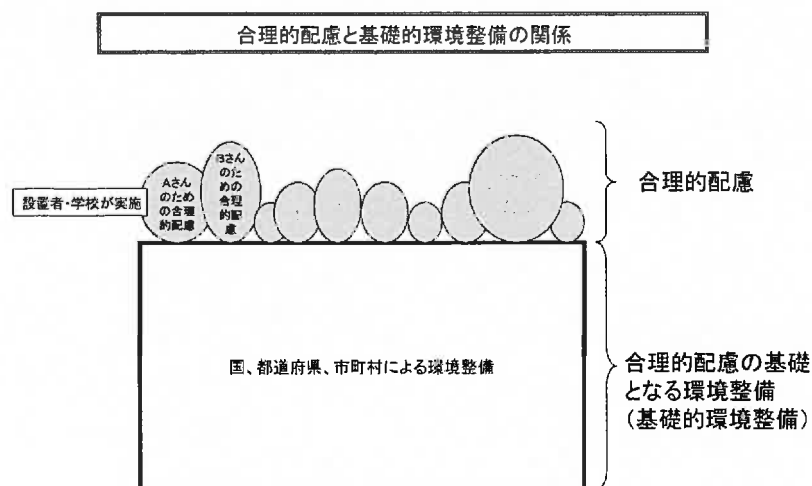 合理的配慮と基礎的環境整備の関係
設置者・学校が実施
Aさん
のため
の合理
的配慮
Bさん
のた
めの
合理
的配
慮
合理的配慮
国、都道府県、市町村による環境整備
合理的配慮の基礎
となる環境整備
(基礎的環境整備)